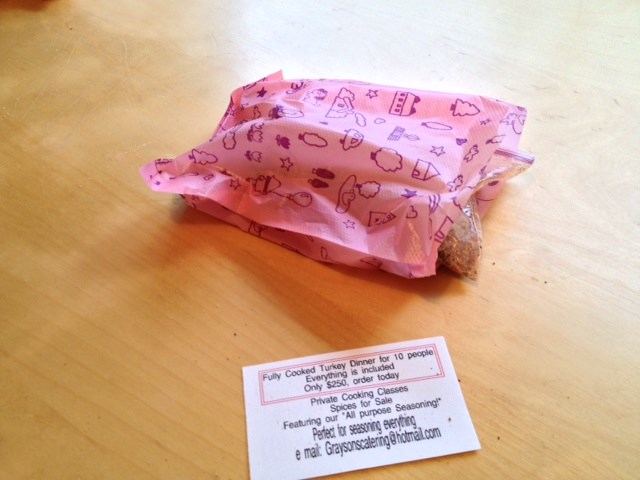 Fully Cooked Turkey Dinner for 10 people
Everything is included
Only $250, order today
Private Cooking Classes
Spices for Sale
Featuring our "All purpose Seasoning!"
Perfect for seasoning everything
e mail: Graysonscatering@hotmail.com